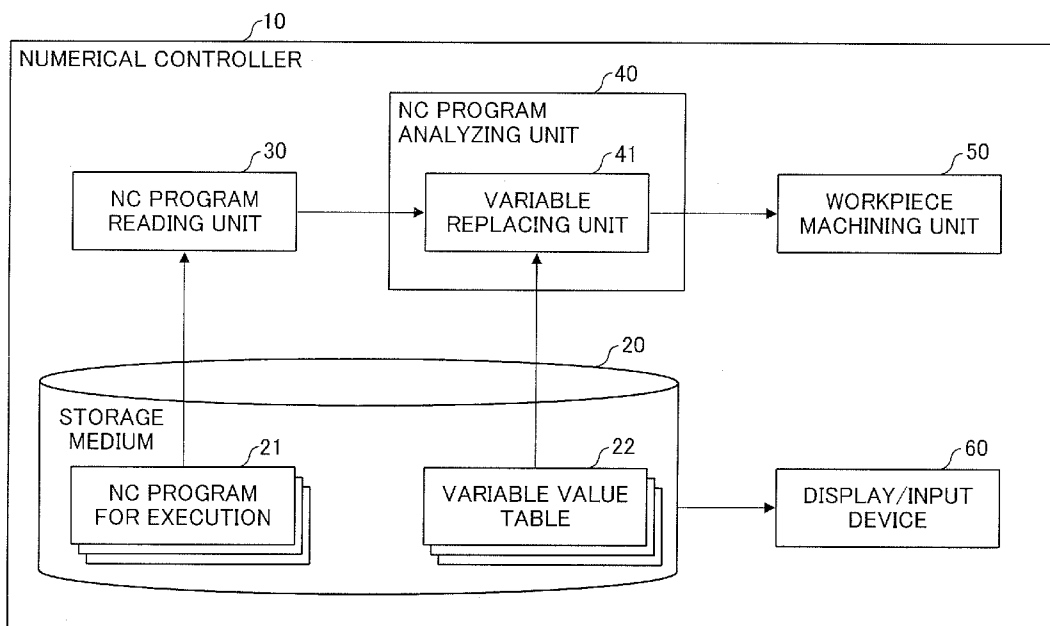 10
NUMERICAL CONTROLLER
40
NC PROGRAM
ANALYZING UNIT
30
NC PROGRAM
READING UNIT
41
VARIABLE
REPLACING UNIT
50
WORKPIECE
MACHINING UNIT
20
STORAGE
MEDIUM
21
NC PROGRAM
FOR EXECUTION
22
VARIABLE VALUE
TABLE
60
DISPLAY/INPUT
DEVICE